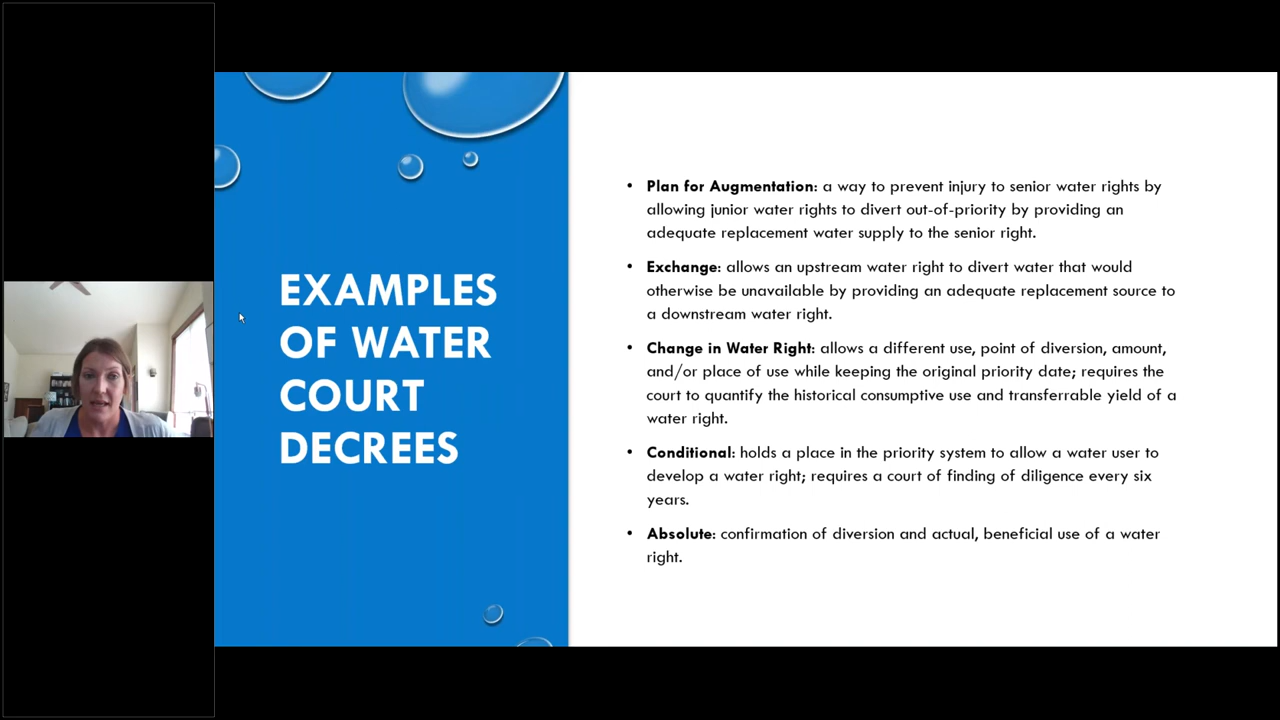 EXAMPLES
OF WATER
COURT
DECREES
• Plan for Augmentation: a way to prevent injury to senior water rights by
allowing junior water rights to divert out-of-priority by providing an
adequate replacement water supply to the senior right.
• Exchange: allows an upstream water right to divert water that would
otherwise be unavailable by providing an adequate replacement source to
a downstream water right.
• Change in Water Right: allows a different use, point of diversion, amount,
and/or place of use while keeping the original priority date; requires the
court to quantify the historical consumptive use and transferrable yield of a
water right.
• Conditional: holds a place in the priority system to allow a water user to
develop a water right; requires a court of finding of diligence every six
years.
• Absolute: confirmation of diversion and actual, beneficial use of a water
right.